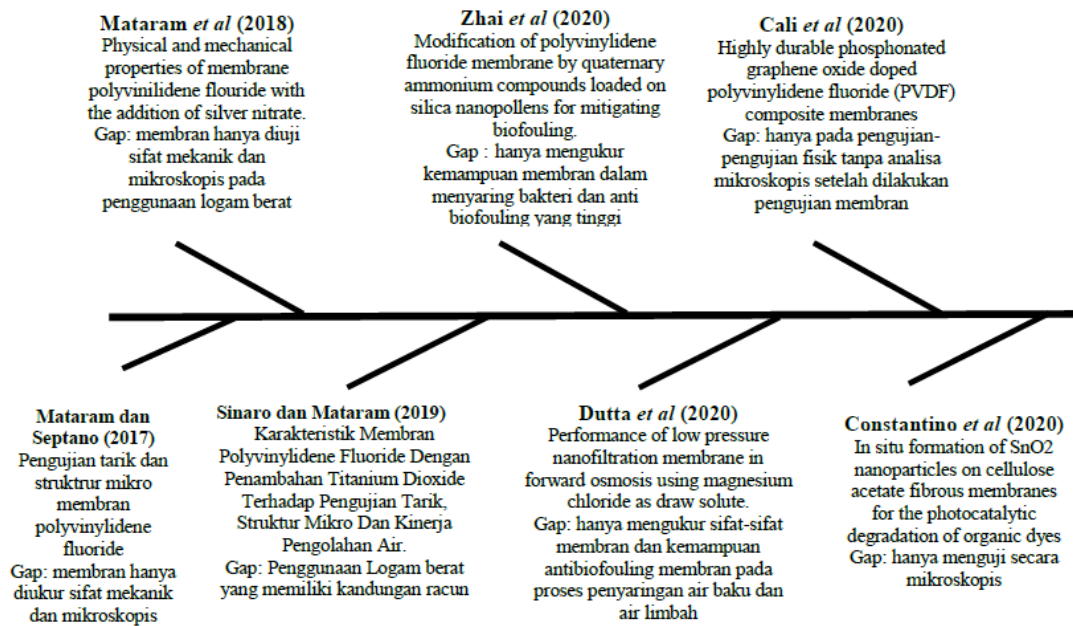 Mataram et al (2018)
Physical and mechanical
properties of membrane
polyvinilidene flouride with
the addition of silver nitrate.
Gap: membran hanya diuji
sifat mekanik dan
mikroskopis pada
penggunaan logam berat
Zhai et al (2020)
Modification of polyvinylidene
fluoride membrane by quaternary
ammonium compounds loaded on
silica nanopollens for mitigating
biofouling.
Gap : hanya mengukur
kemampuan membran dalam
menyaring bakteri dan anti
biofouling yang tinggi
Cali et al (2020)
Highly durable phosphonated
graphene oxide doped
polyvinylidene fluoride (PVDF)
composite membranes
Gap: hanya pada pengujian-
pengujian fisik tanpa analisa
mikroskopis setelah dilakukan
pengujian membran
Mataram dan
Septano (2017)
Pengujian tarik dan
struktrur mikro
membran
polyvinylidene
fluoride
Gap: membran hanya
diukur sifat mekanik
dan mikroskopis
Sinaro dan Mataram (2019)
Karakteristik Membran
Polyvinylidene Fluoride Dengan
Penambahan Titanium Dioxide
Terhadap Pengujian Tarik,
Struktur Mikro Dan Kinerja
Pengolahan Air.
Gap: Penggunaan Logam berat
yang memiliki kandungan racun
Dutta et al (2020)
Performance of low pressure
nanofiltration membrane in
forward osmosis using magnesium
chloride as draw solute.
Gap: hanya mengukur sifat-sifat
membran dan kemampuan
antibiofouling membran pada
proses penyaringan air baku dan
air limbah
Constantino et al (2020)
In situ formation of SnO2
nanoparticles on cellulose
acetate fibrous membranes
for the photocatalytic
degradation of organic dyes
Gap: hanya menguji secara
mikroskopis